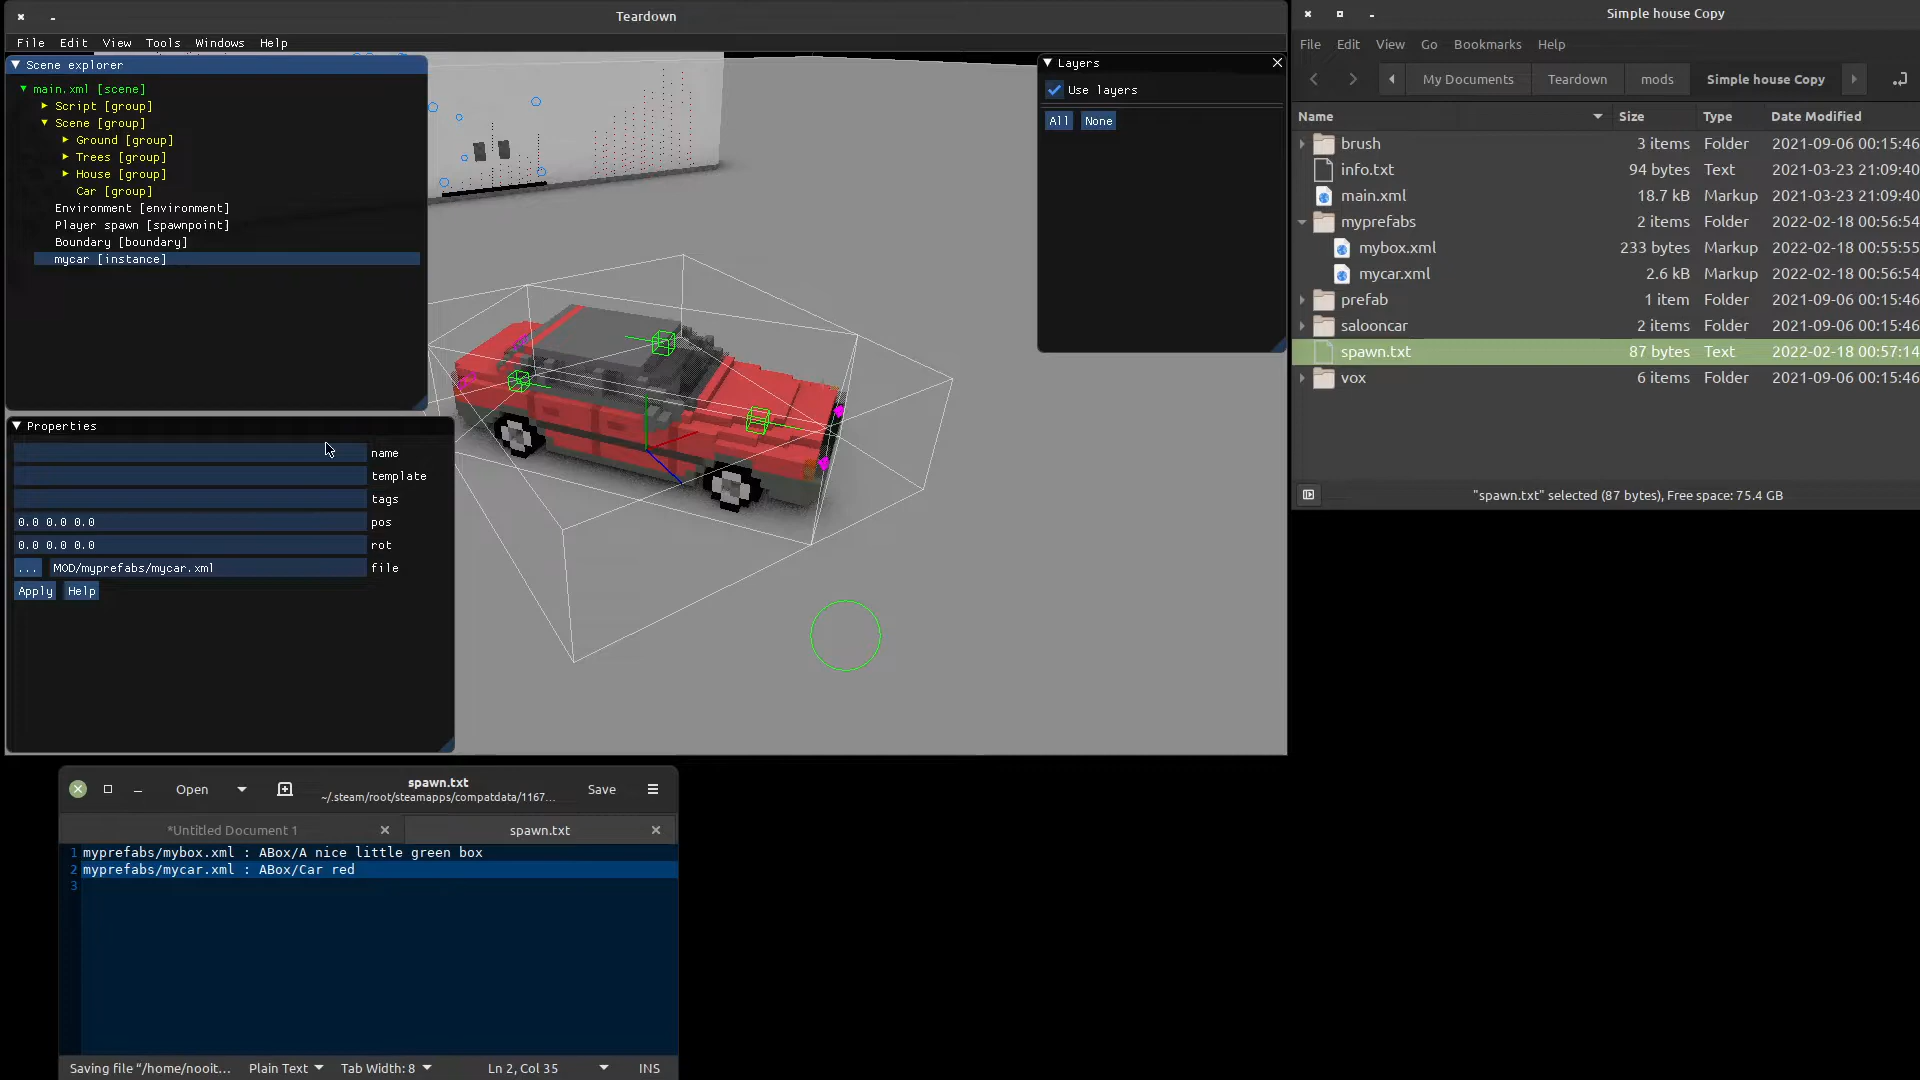 Teardown
File Edit View Tools Windows Help
Scene explorer
main.xml [scene]
Script [group]
Scene [group]
Ground [group]
Trees [group]
House [group]
Car [group]
Environment [environment]
Player spawn [spawnpoint]
Boundary [boundary]
mycar [instance]
Properties
name
template
tags
0.0 0.0 0.0 pos
0.0 0.0 0.0 rot
... MOD/myprefabs/mycar.xml file
Apply Help
Layers
Use layers
All None
Simple house Copy
File Edit View Go Bookmarks Help
My Documents Teardown mods Simple house Copy
Name Size Type Date Modified
brush 3 items Folder 2021-09-06 00:15:46
info.txt 94 bytes Text 2021-03-23 21:09:40
main.xml 18.7 kB Markup 2021-03-23 21:09:40
myprefabs 2 items Folder 2022-02-18 00:56:54
mybox.xml 233 bytes Markup 2022-02-18 00:55:55
mycar.xml 2.6 kB Markup 2022-02-18 00:56:54
prefab 1 item Folder 2021-09-06 00:15:46
salooncar 2 items Folder 2021-09-06 00:15:46
spawn.txt 87 bytes Text 2022-02-18 00:57:14
vox 6 items Folder 2021-09-06 00:15:46
"spawn.txt" selected (87 bytes), Free space: 75.4 GB
Open spawn.txt Save
~/.steam/root/steamapps/compatdata/1167...
*Untitled Document 1 spawn.txt
1 myprefabs/mybox.xml : ABox/A nice little green box
2 myprefabs/mycar.xml : ABox/Car red
3
Saving file “/home/nooit... Plain Text Tab Width: 8 Ln 2, Col 35 INS